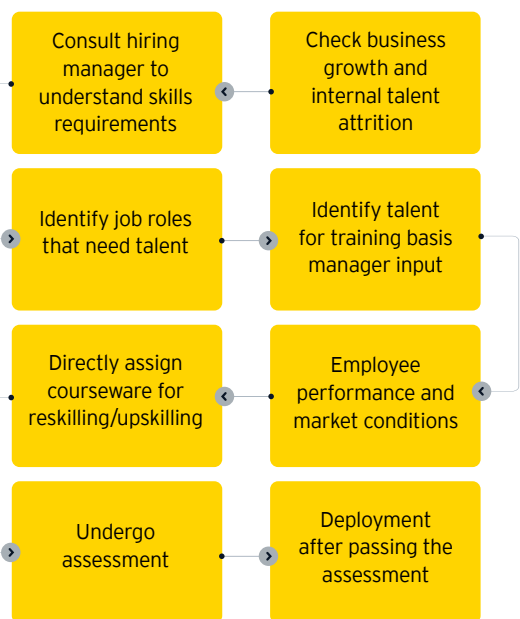 Consult hiring
manager to
understand skills
requirements
Check business
growth and
internal talent
attrition
Identify job roles
that need talent
Identify talent
for training basis
manager input
Directly assign
courseware for
reskilling/upskilling
Employee
performance and
market conditions
Undergo
assessment
Deployment
after passing the
assessment